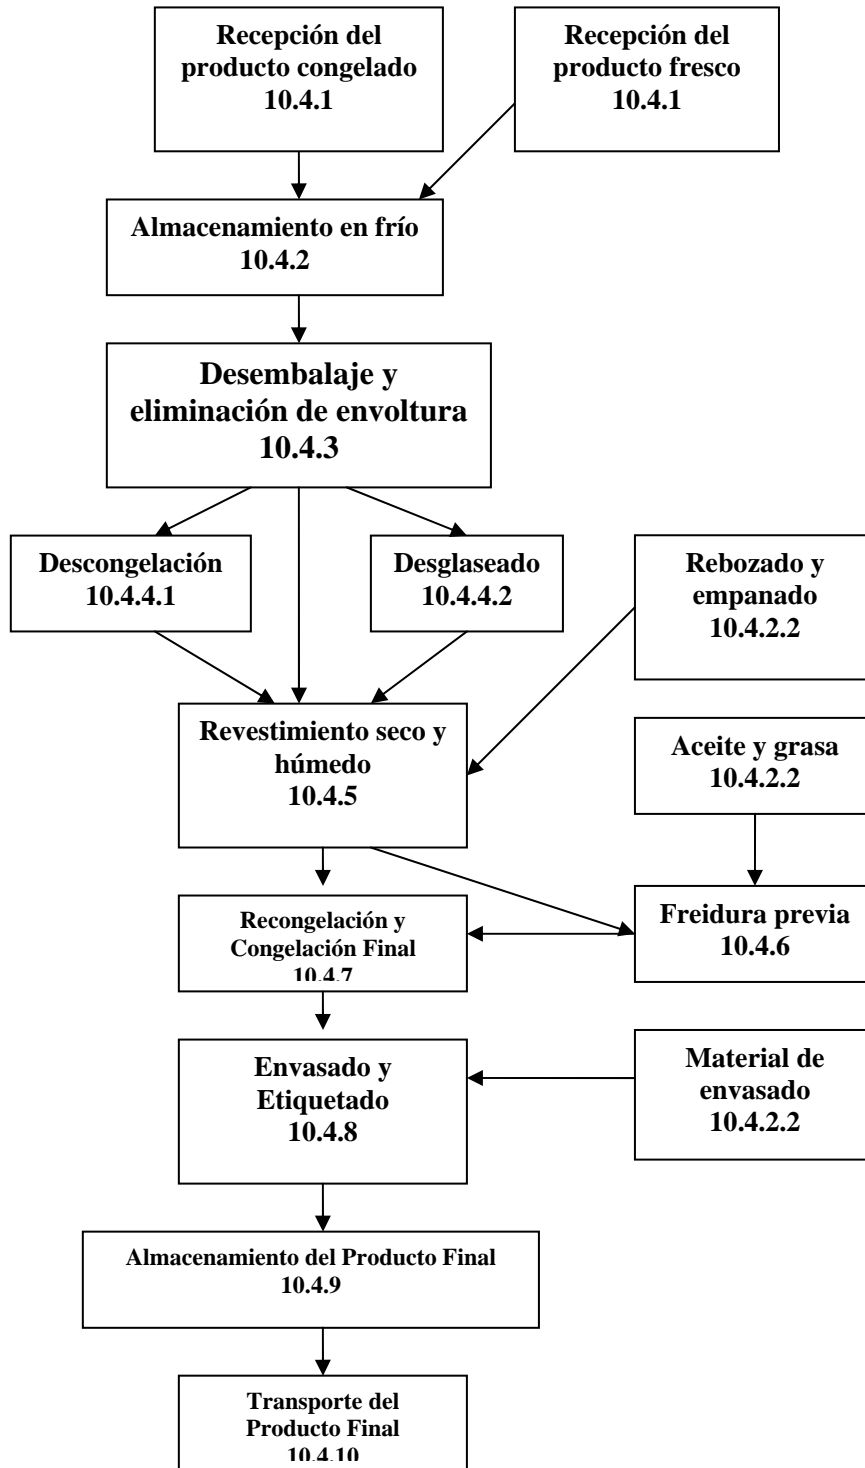 Recepción del
producto congelado
10.4.1
Recepción del
producto fresco
10.4.1
Almacenamiento en frío
10.4.2
Desembalaje y
eliminación de envoltura
10.4.3
Descongelación
10.4.4.1
Desglaseado
10.4.4.2
Rebozado y
empanado
10.4.2.2
Revestimiento seco y
húmedo
10.4.5
Aceite y grasa
10.4.2.2
Recongelación y
Congelación Final
10.4.7
Freidura previa
10.4.6
Envasado y
Etiquetado
10.4.8
Material de
envasado
10.4.2.2
Almacenamiento del Producto Final
10.4.9
Transporte del
Producto Final
10.4.10